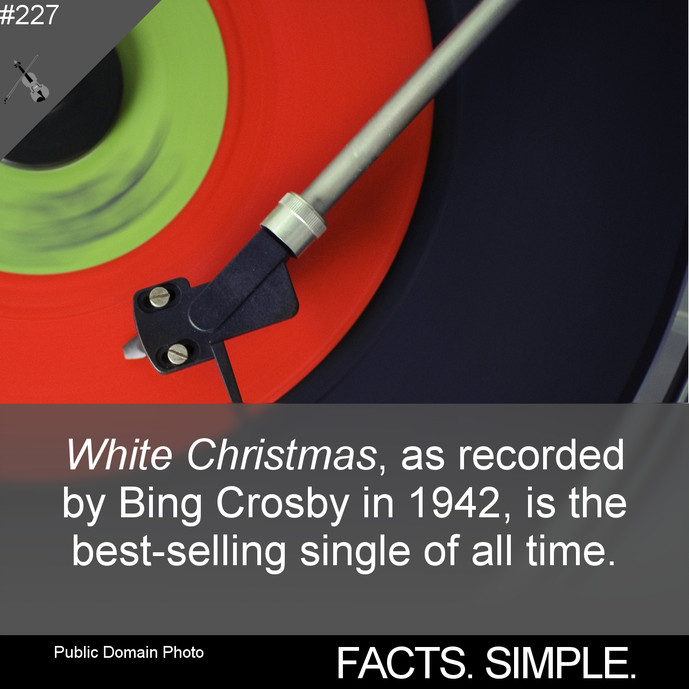 #227
White Christmas, as recorded
by Bing Crosby in 1942, is the
best-selling single of all time.
Public Domain Photo
FACTS. SIMPLE.